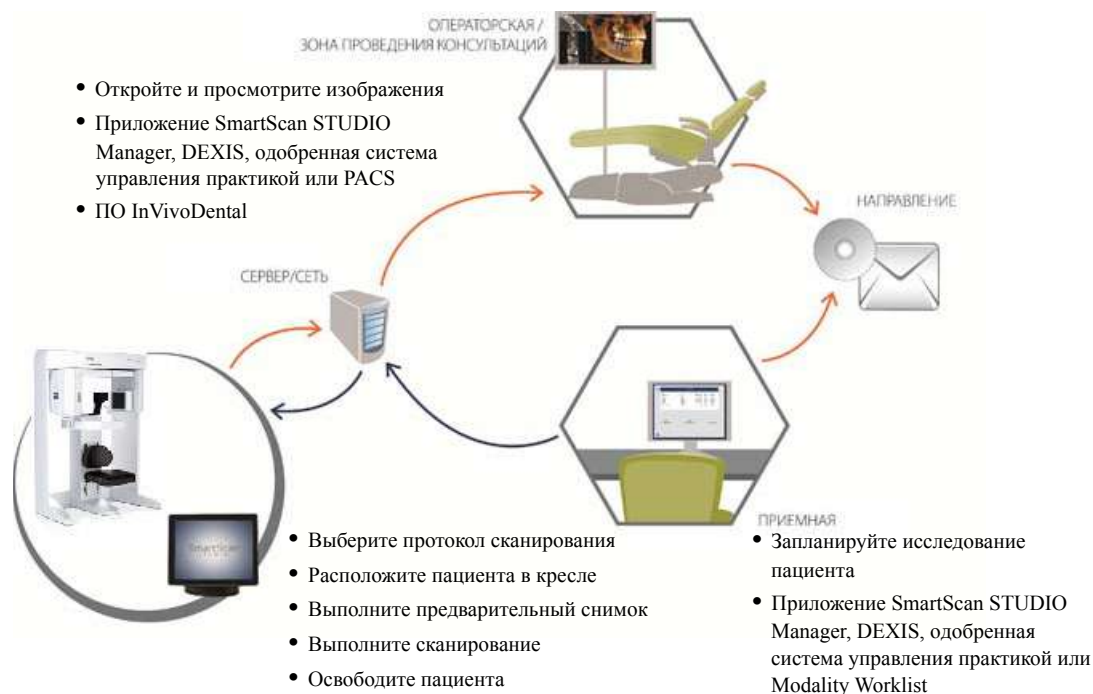 ОПЕРАТОРСКАЯ /
ЗОНА ПРОВЕДЕНИЯ КОНСУЛЬТАЦИЙ
• Откройте и просмотрите изображения
• Приложение SmartScan STUDIO
Manager, DEXIS, одобренная система
управления практикой или PACS
• ПО InVivoDental
НАПРАВЛЕНИЕ
СЕРВЕР/СЕТЬ
SmartScan
• Выберите протокол сканирования
• Расположите пациента в кресле
• Выполните предварительный снимок
• Выполните сканирование
• Освободите пациента
ПРИЕМНАЯ
• Запланируйте исследование
пациента
• Приложение SmartScan STUDIO
Manager, DEXIS, одобренная
система управления практикой или
Modality Worklist